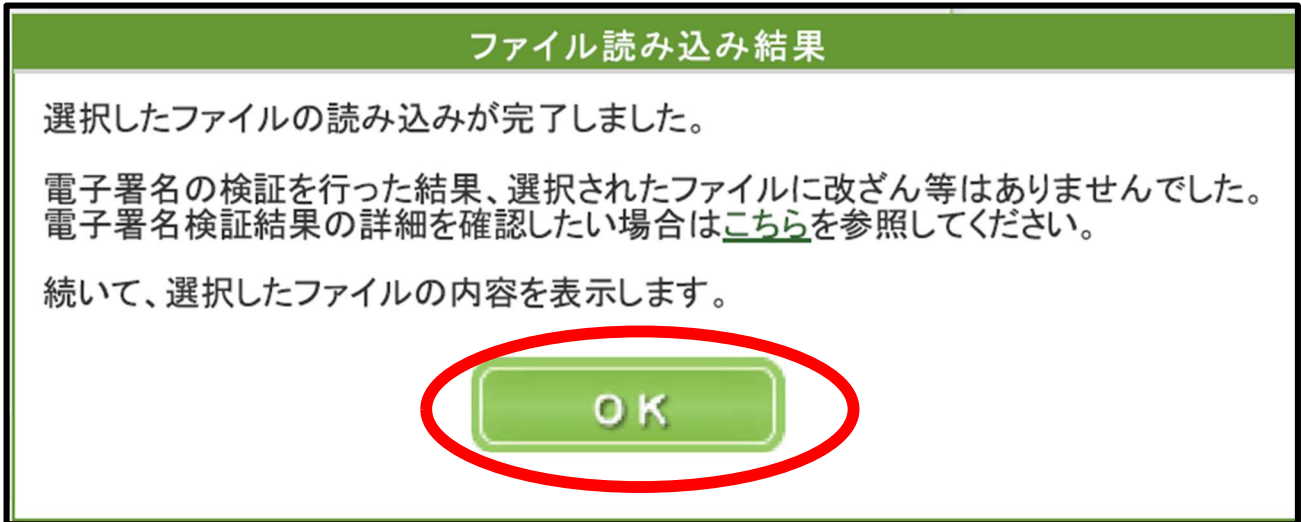 ファイル読み込み結果
選択したファイルの読み込みが完了しました。
電子署名の検証を行った結果、選択されたファイルに改ざん等はありませんでした。
電子署名検証結果の詳細を確認したい場合はこちらを参照してください。
続いて、選択したファイルの内容を表示します。
OK